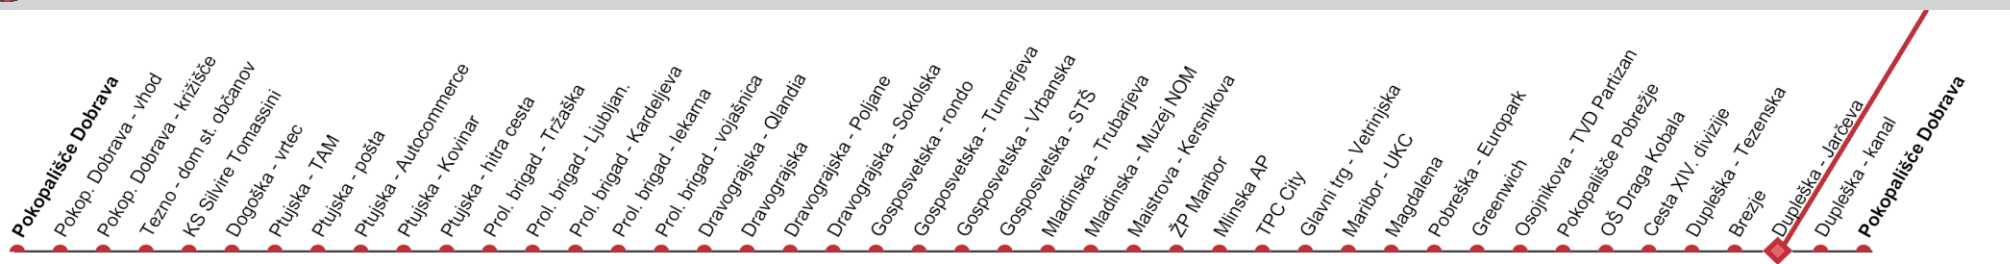 Pokopališče Dobrava
Pokop. Dobrava - vhod
Pokop. Dobrava - križišče
Tezno - dom st. občanov
KS Silvire Tomassini
Dogoška - vrtec
Ptujska - TAM
Ptujska - pošta
Ptujska - Autocommerce
Ptujska - Kovinar
Ptujska - hitra cesta
Prol. brigad - Tržaška
Prol. brigad - Ljubljan.
Prol. brigad - Kardeljeva
Prol. brigad - lekarna
Prol. brigad - vojašnica
Dravograjska - Qlandia
Dravograjska
Dravograjska - Poljane
Dravograjska - Sokolska
Gosposvetska - rondo
Gosposvetska - Turnerjeva
Gosposvetska - Vrbanska
Gosposvetska - STŠ
Mladinska - Trubarjeva
Mladinska - Muzej NOM
Maistrova - Kersnikova
ŽP Maribor
Mlinska AP
TPC City
Glavni trg - Vetrinjska
Maribor - UKC
Magdalena
Pobreška - Europark
Greenwich
Osojnikova - TVD Partizan
Pokopališče Pobrežje
OŠ Draga Kobala
Cesta XIV. divizije
Dupleška - Tezenska
Brezje
Dupleška - Jarčeva
Dupleška - kanal
Pokopališče Dobrava